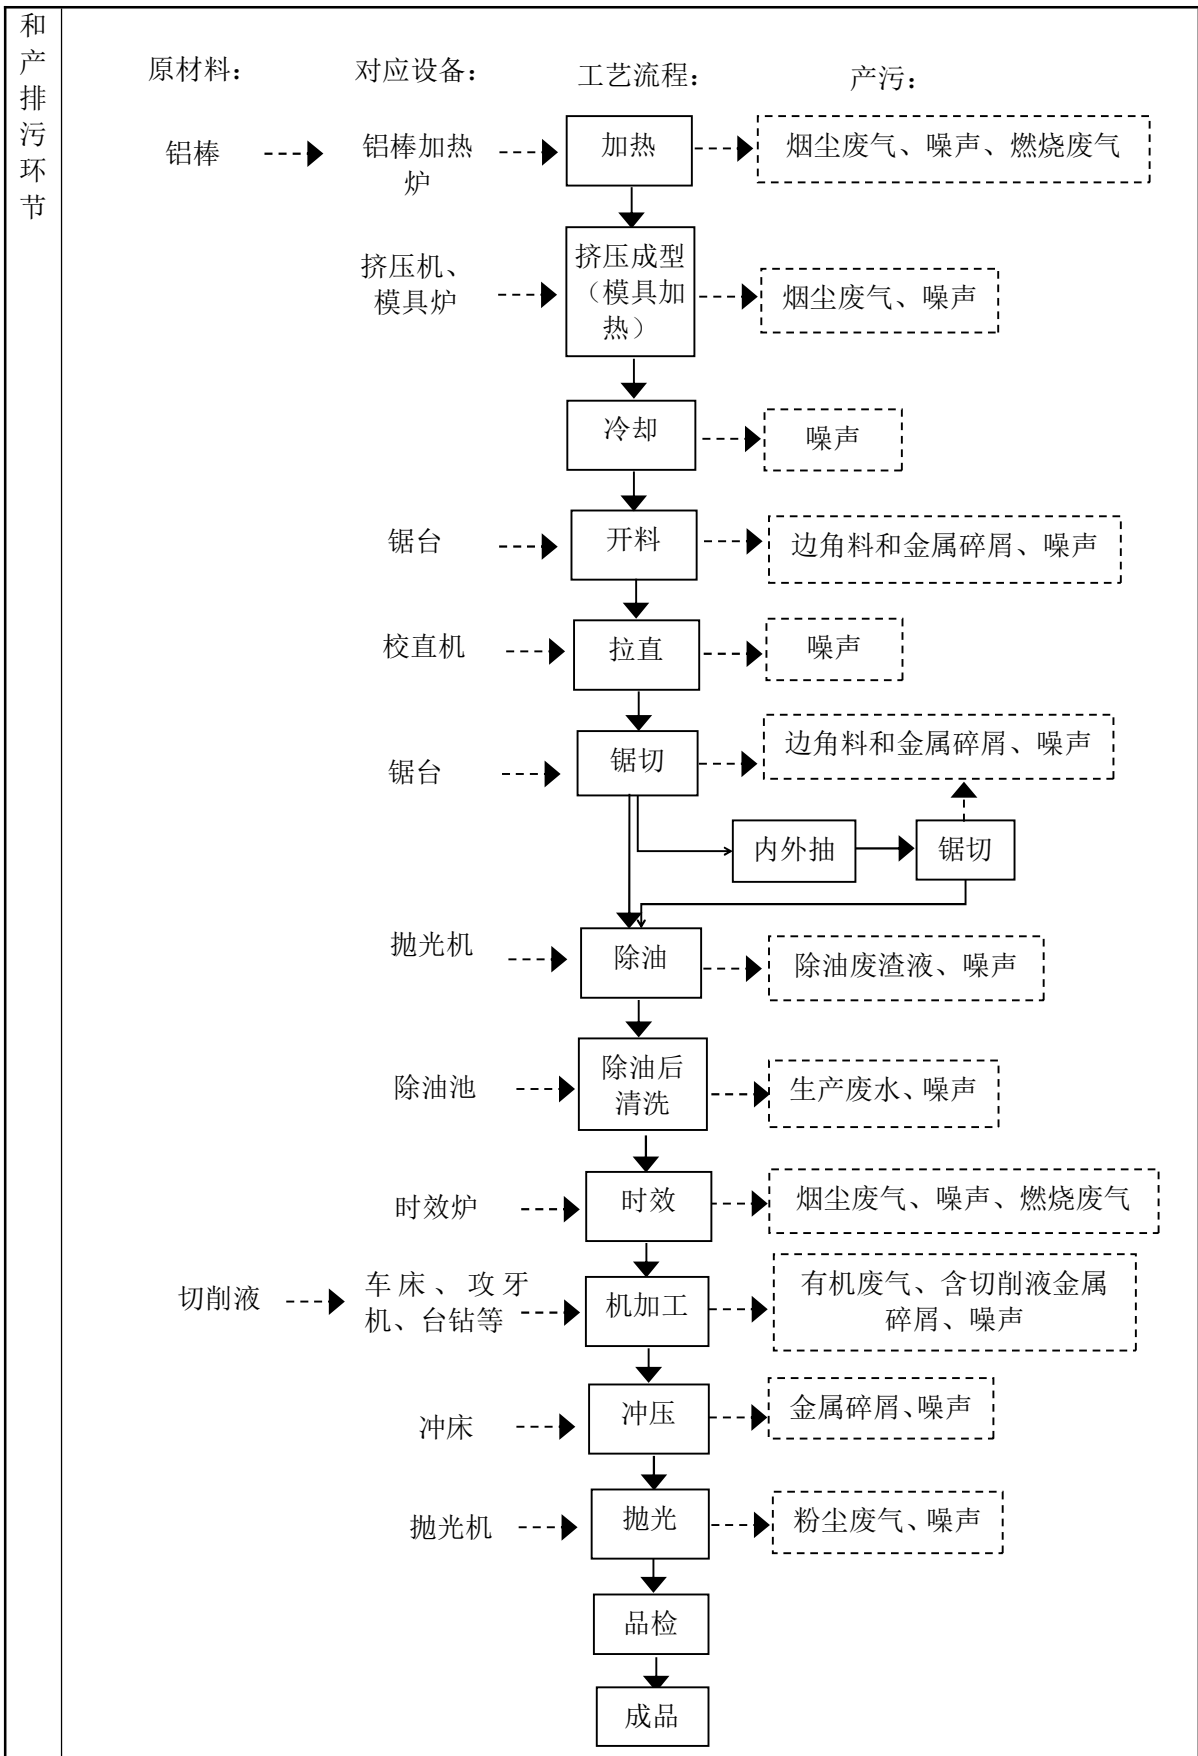 和
产
排
污
环
节
原材料：
对应设备：
工艺流程：
产污：
铝棒
铝棒加热
炉
加热
烟尘废气、噪声、燃烧废气
挤压机、
模具炉
挤压成型
（模具加
热）
烟尘废气、噪声
冷却
噪声
锯台
开料
边角料和金属碎屑、噪声
校直机
拉直
噪声
锯台
锯切
边角料和金属碎屑、噪声
内外抽
锯切
抛光机
除油
除油废渣液、噪声
除油池
除油后
清洗
生产废水、噪声
时效炉
时效
烟尘废气、噪声、燃烧废气
切削液
车床、攻牙
机、台钻等
机加工
有机废气、含切削液金属
碎屑、噪声
冲床
冲压
金属碎屑、噪声
抛光机
抛光
粉尘废气、噪声
品检
成品